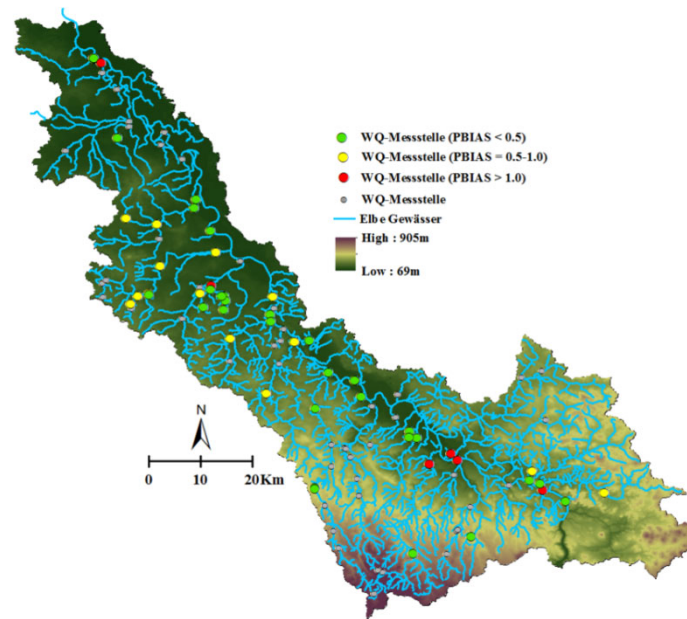 WQ-Messstelle (PBIAS < 0.5)
WQ-Messstelle (PBIAS = 0.5-1.0)
WQ-Messstelle (PBIAS > 1.0)
WQ-Messstelle
Elbe Gewässer
High : 905m
Low : 69m
N
0 10 20Km